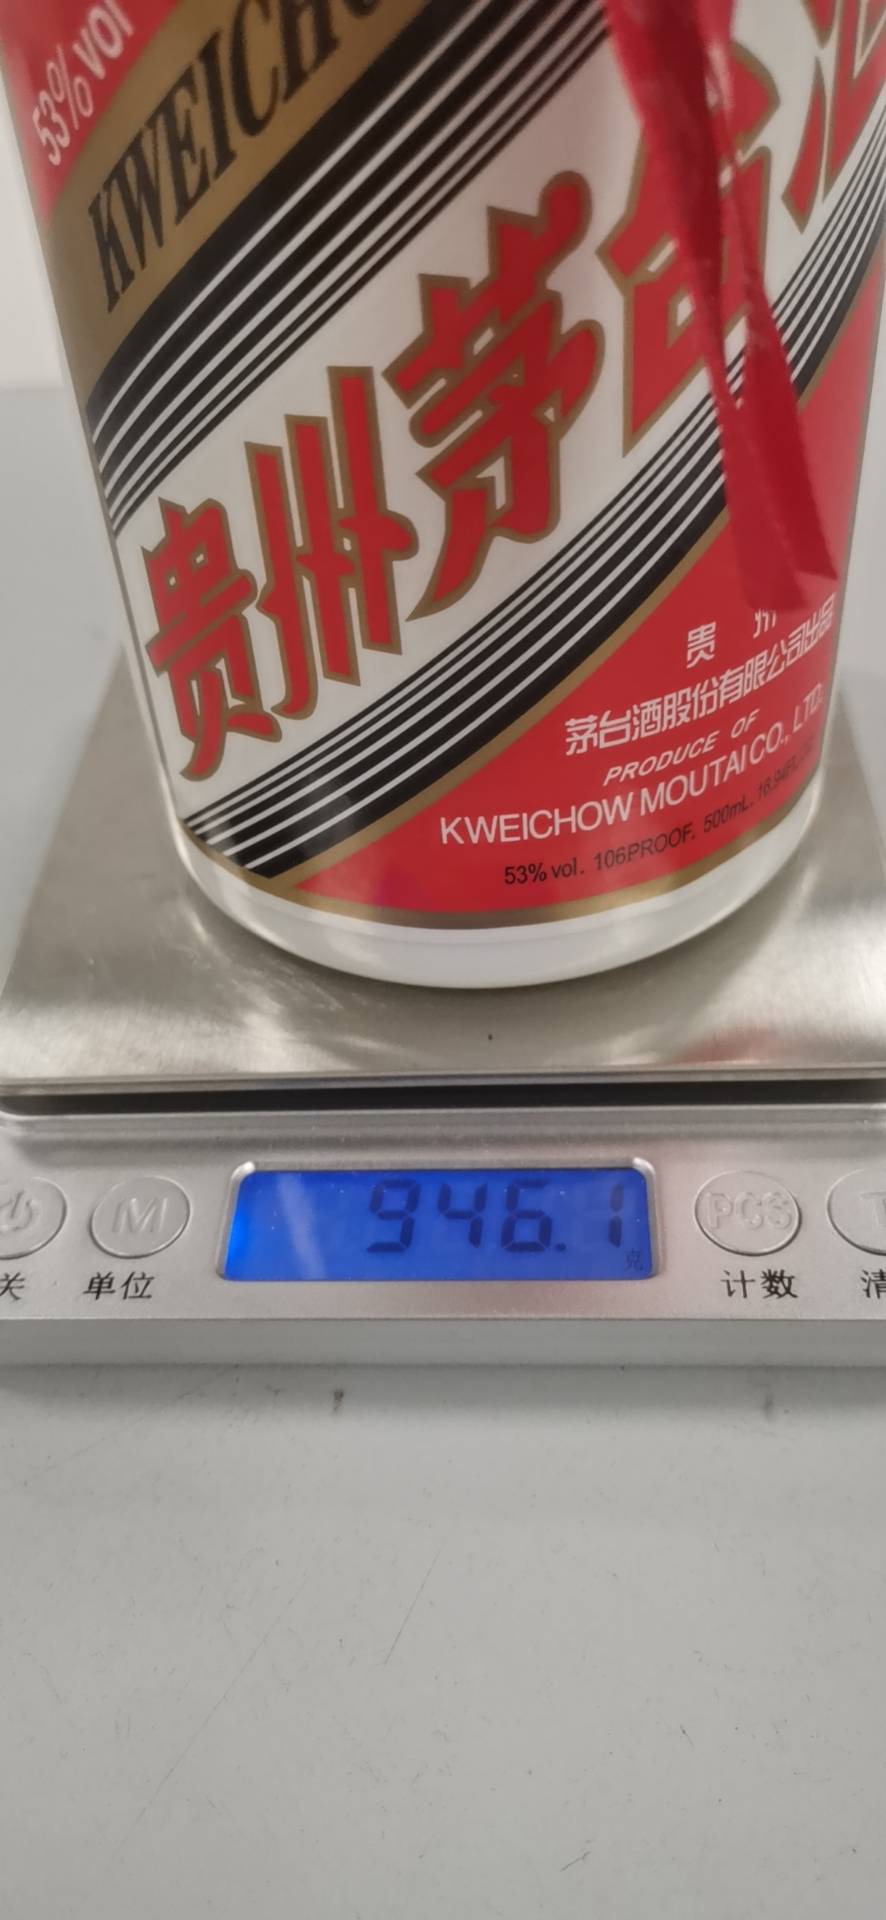 53%vol
KWEICHO
贵州茅台酒
贵州
茅台酒股份有限公司出品
PRODUCE OF
KWEICHOW MOUTAI CO., LTD.
53% vol. 106PROOF. 500mL.
946.1
克
M
PCS
T
关
单位
计数
清